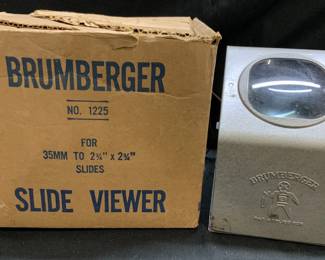 BRUMBERGER
NO. 1225
FOR
35MM TO 2¼" x 2¼"
SLIDES
SLIDE VIEWER
BRUMBERGER